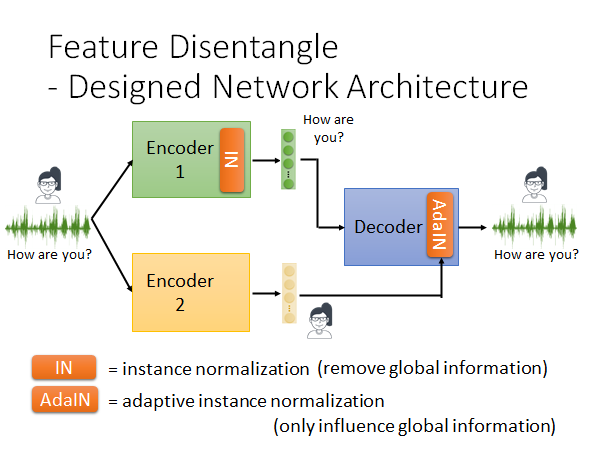 Feature Disentangle
- Designed Network Architecture
How are
you?
Encoder
1
IN
...
How are you?
Decoder
AdaIN
How are you?
Encoder
2
...
IN = instance normalization (remove global information)
AdaIN = adaptive instance normalization
(only influence global information)